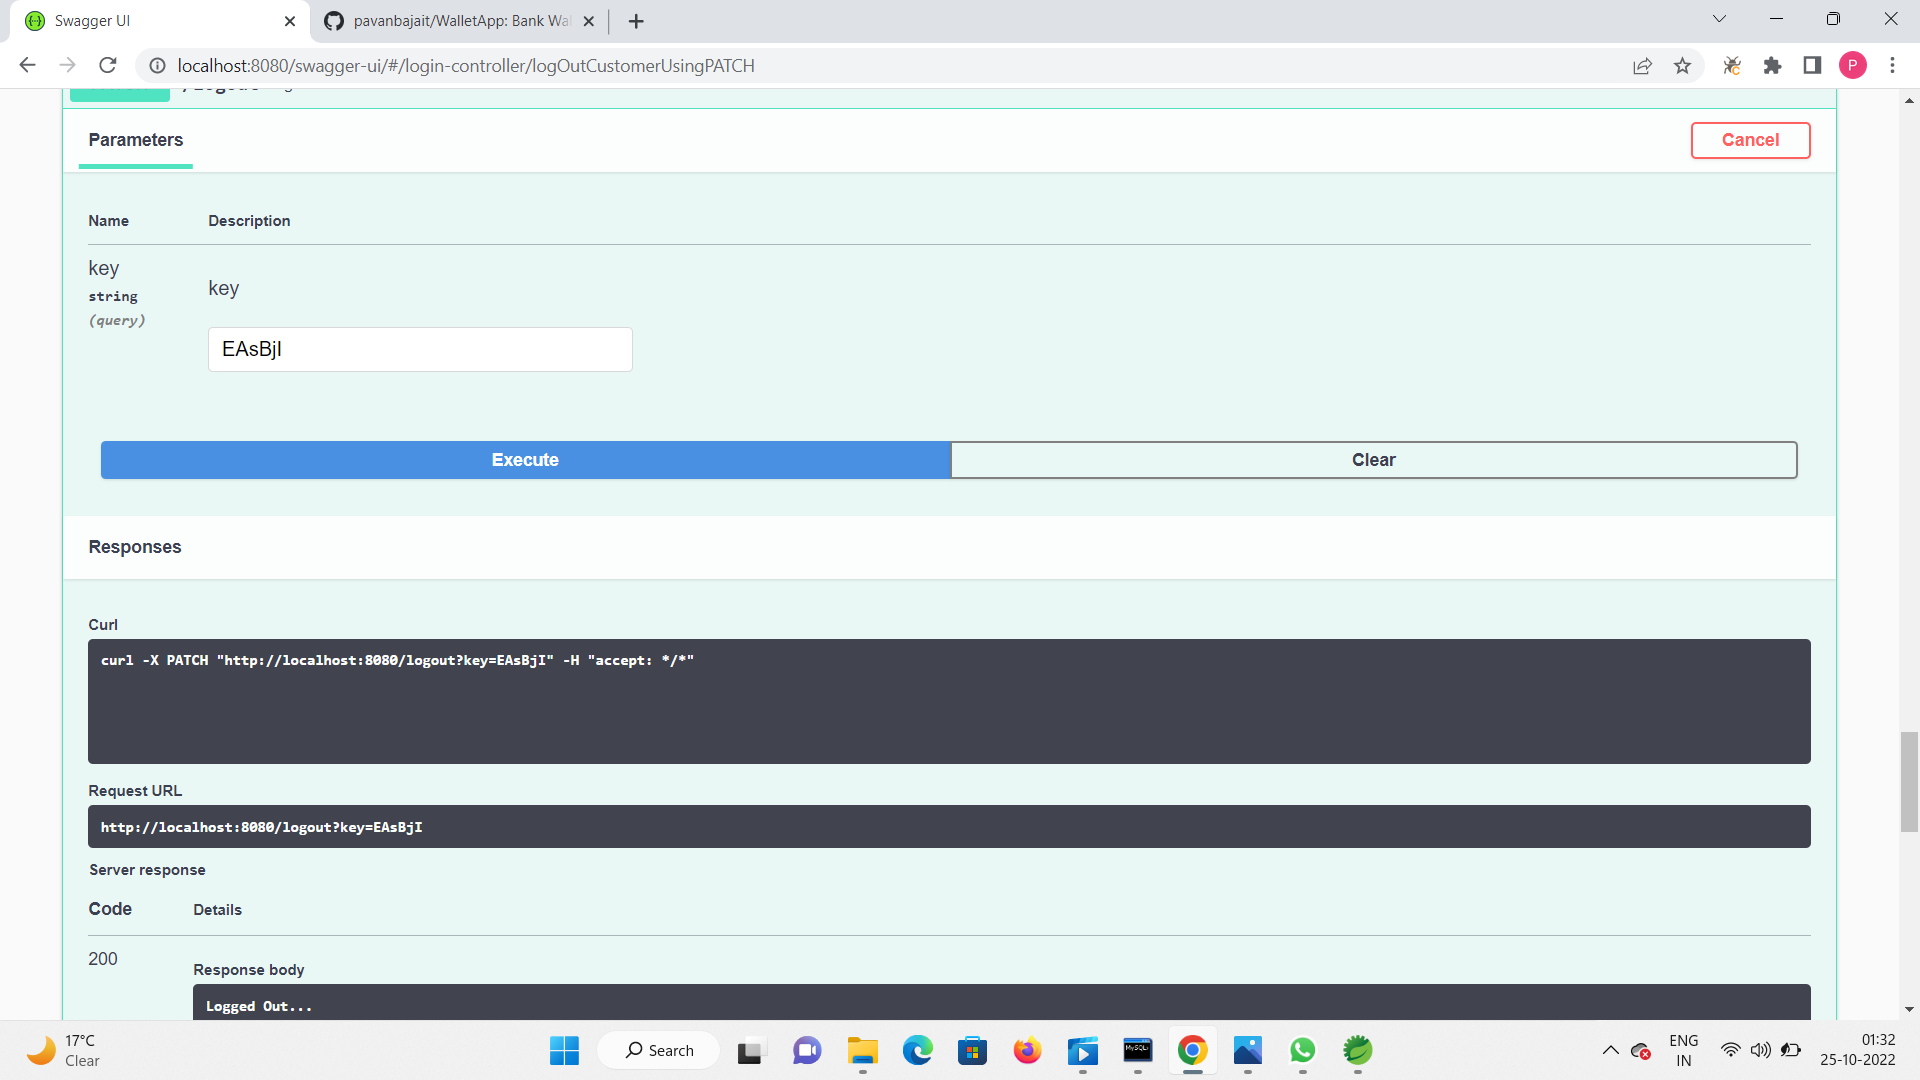 Swagger UI
pavanbajait/WalletApp: Bank Wal
localhost:8080/swagger-ui/#/login-controller/logOutCustomerUsingPATCH
P
Parameters
Cancel
Name
Description
key
string
(query)
key
EAsBjI
Execute
Clear
Responses
Curl
curl -X PATCH "http://localhost:8080/logout?key=EAsBjI" -H "accept: */*"
Request URL
http://localhost:8080/logout?key=EAsBjI
Server response
Code
Details
200
Response body
Logged Out...
17°C
Clear
Search
ENG
IN
01:32
25-10-2022